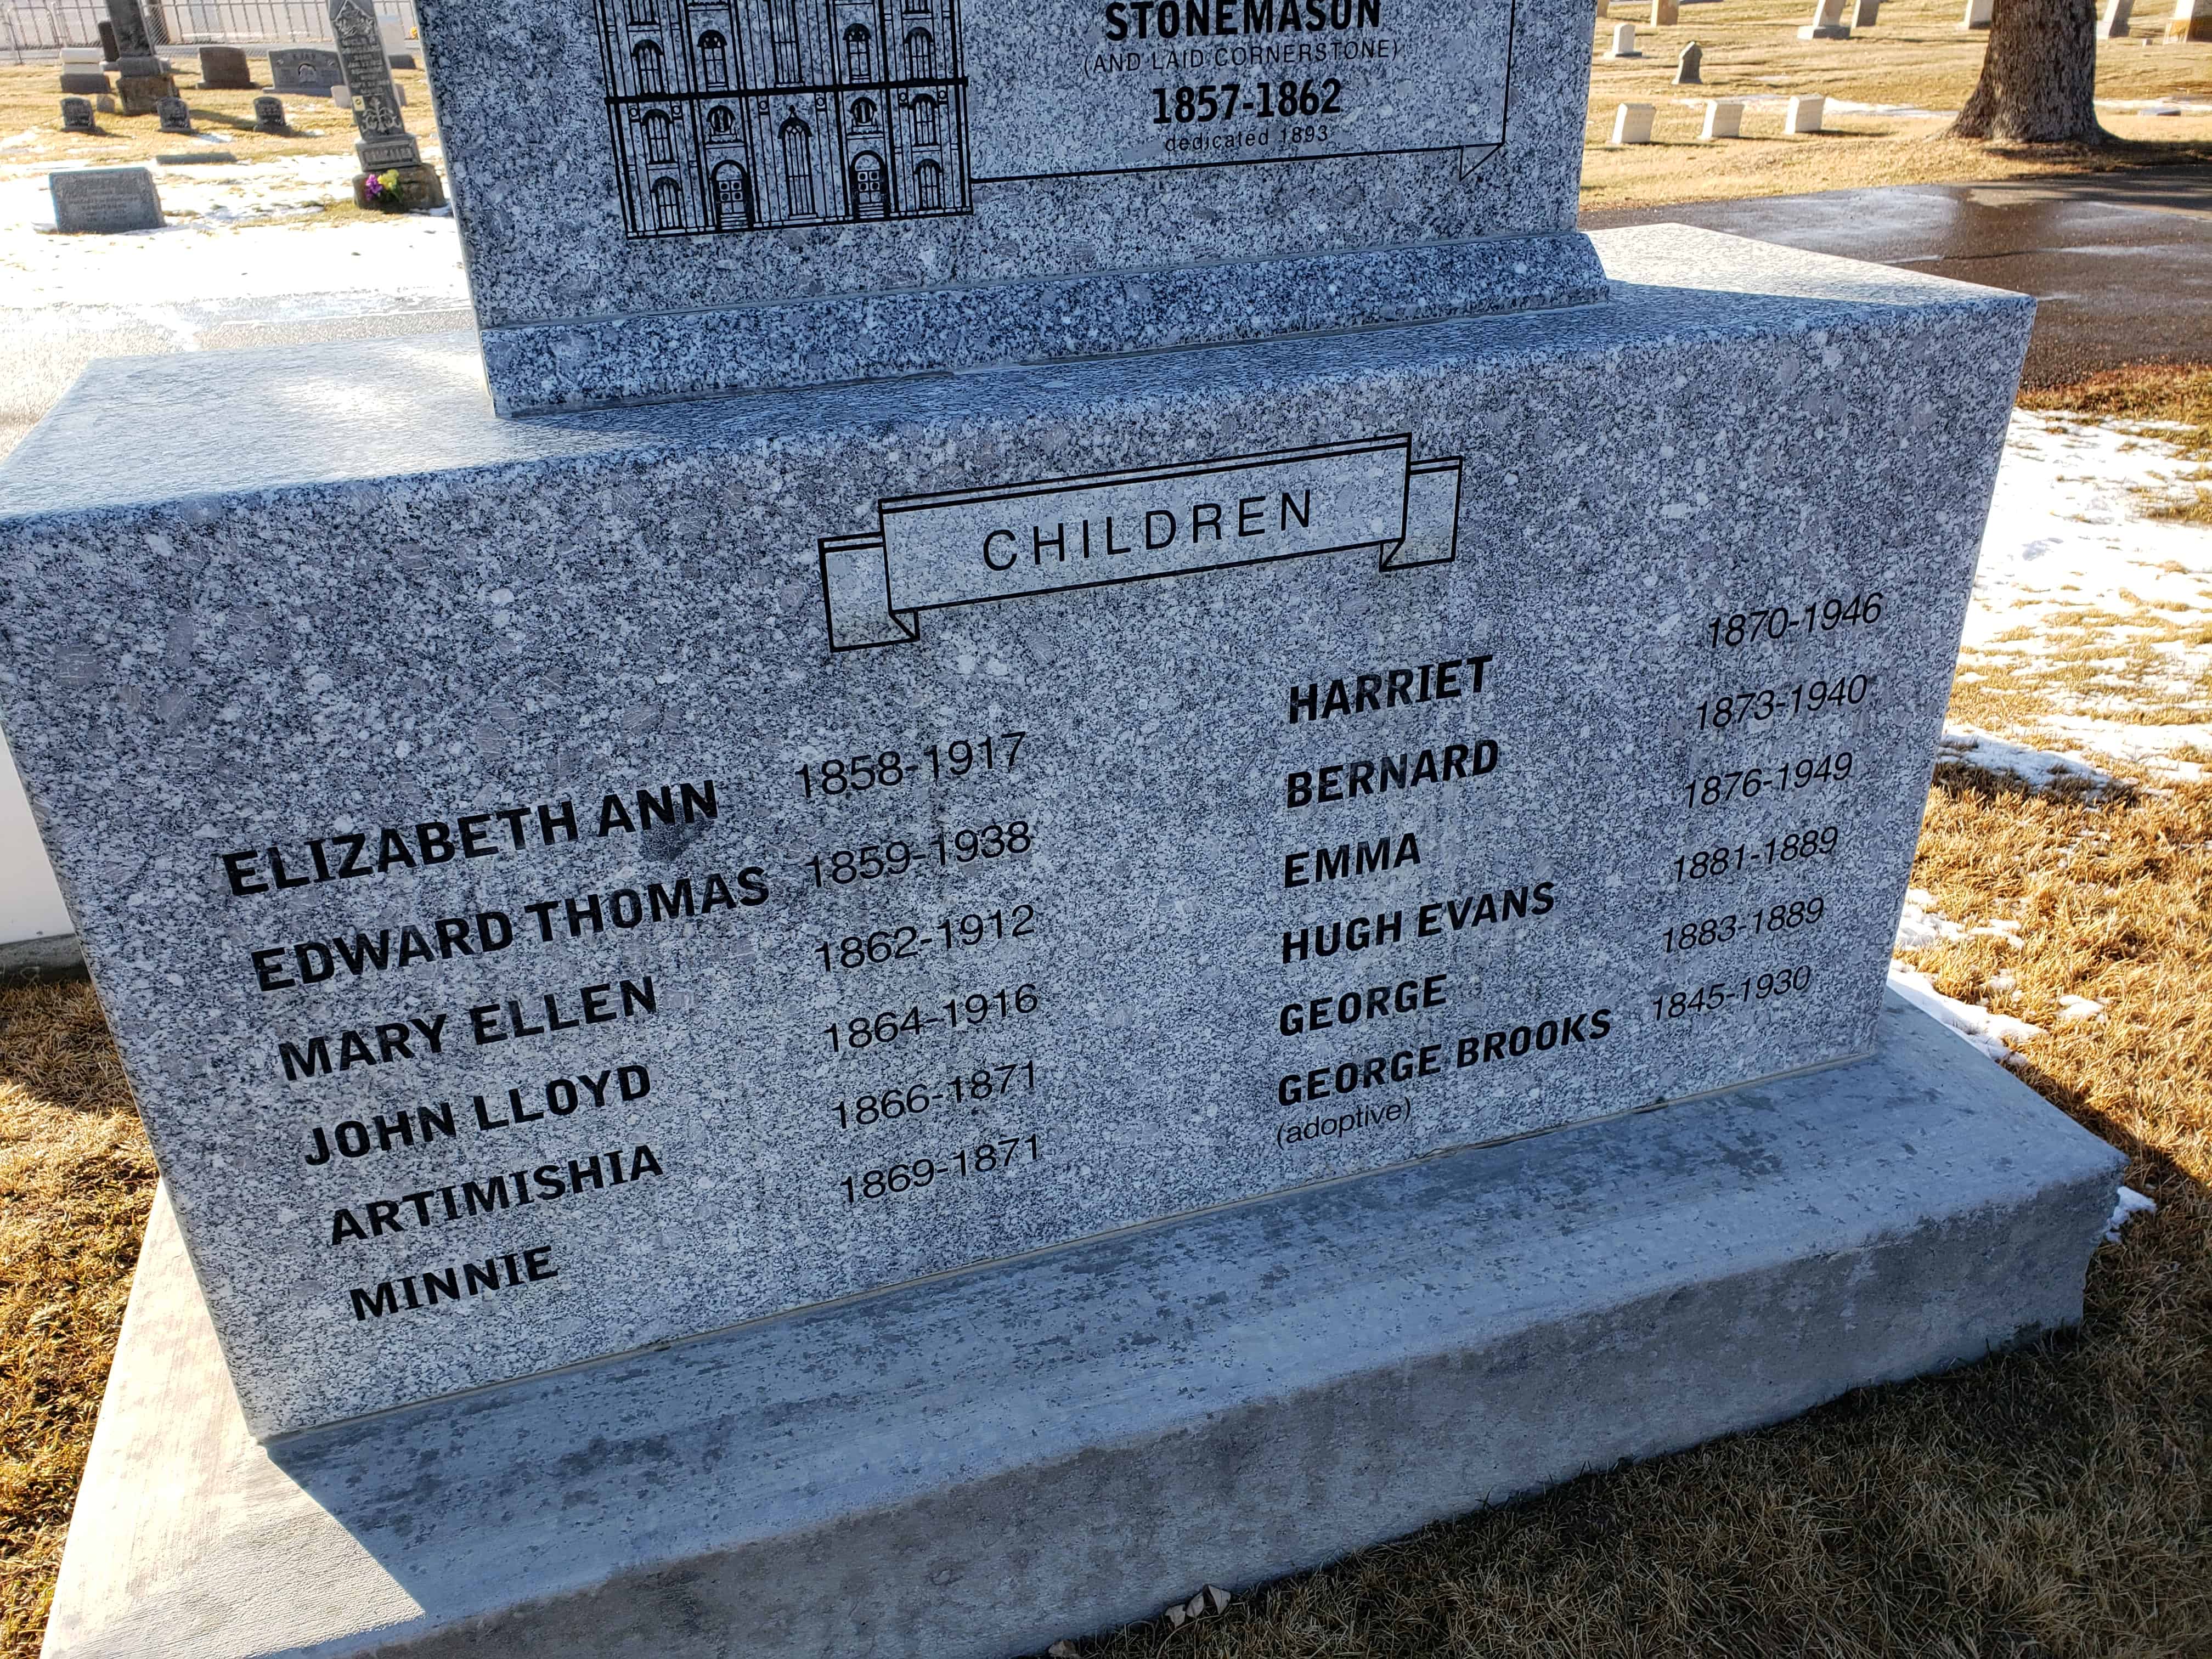 STONEMASON
(AND LAID CORNERSTONE)
1857-1862
dedicated 1893
CHILDREN
ELIZABETH ANN 1858-1917
EDWARD THOMAS 1859-1938
MARY ELLEN 1862-1912
JOHN LLOYD 1864-1916
ARTIMISHIA 1866-1871
MINNIE 1869-1871
HARRIET 1870-1946
BERNARD 1873-1940
EMMA 1876-1949
HUGH EVANS 1881-1889
GEORGE 1883-1889
GEORGE BROOKS 1845-1930
(adoptive)